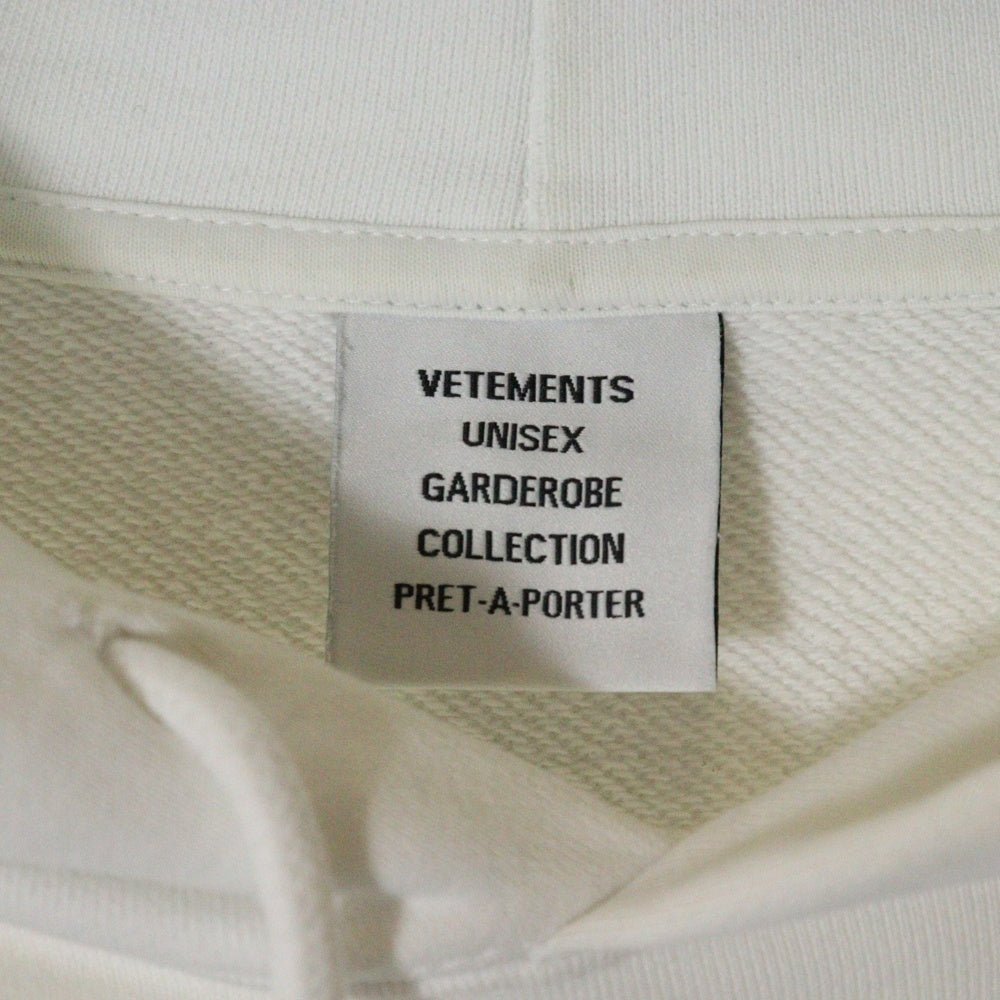 VETEMENTS
UNISEX
GARDEROBE
COLLECTION
PRET-A-PORTER